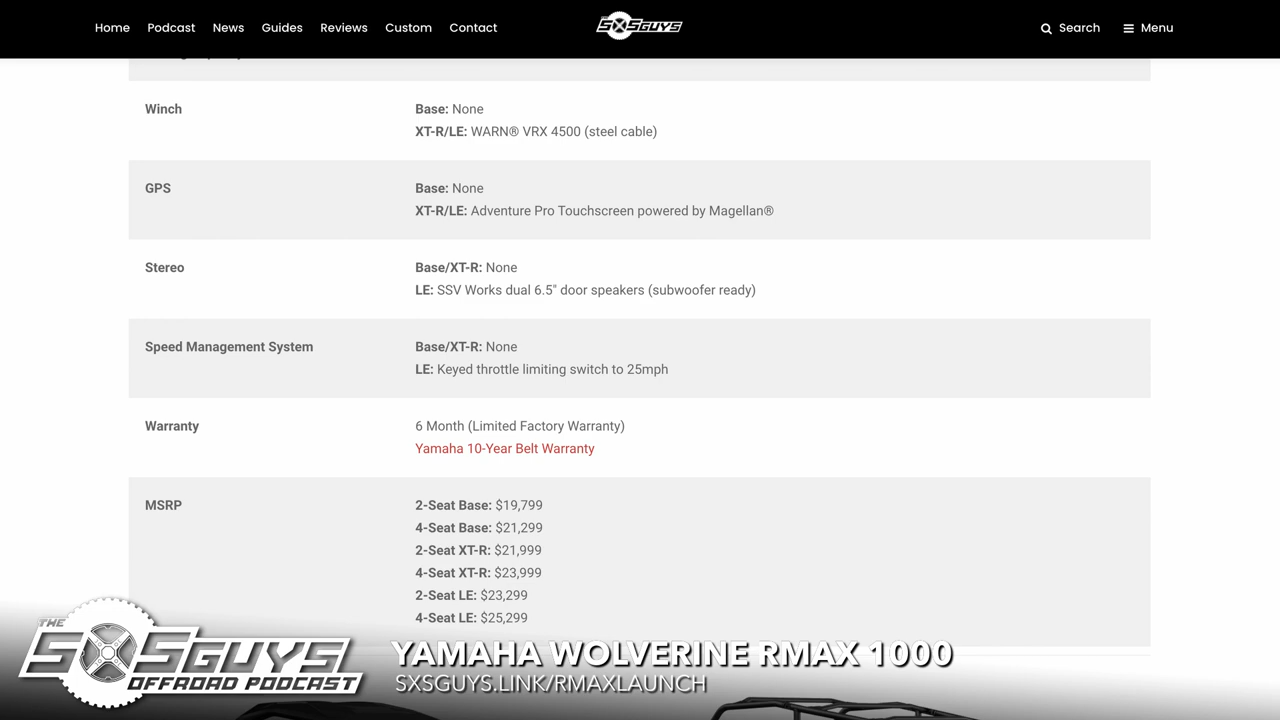 Home Podcast News Guides Reviews Custom Contact SXSGUYS Search Menu
Winch
Base: None
XT-R/LE: WARN® VRX 4500 (steel cable)
GPS
Base: None
XT-R/LE: Adventure Pro Touchscreen powered by Magellan®
Stereo
Base/XT-R: None
LE: SSV Works dual 6.5" door speakers (subwoofer ready)
Speed Management System
Base/XT-R: None
LE: Keyed throttle limiting switch to 25mph
Warranty
6 Month (Limited Factory Warranty)
Yamaha 10-Year Belt Warranty
MSRP
2-Seat Base: $19,799
4-Seat Base: $21,299
2-Seat XT-R: $21,999
4-Seat XT-R: $23,999
2-Seat LE: $23,299
4-Seat LE: $25,299
THE
SXSGUYS
OFFROAD PODCAST
YAMAHA WOLVERINE RMAX 1000
SXSGUYS.LINK/RMAXLAUNCH